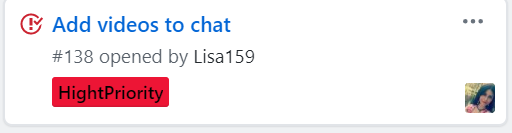 Add videos to chat
#138 opened by Lisa159
HightPriority